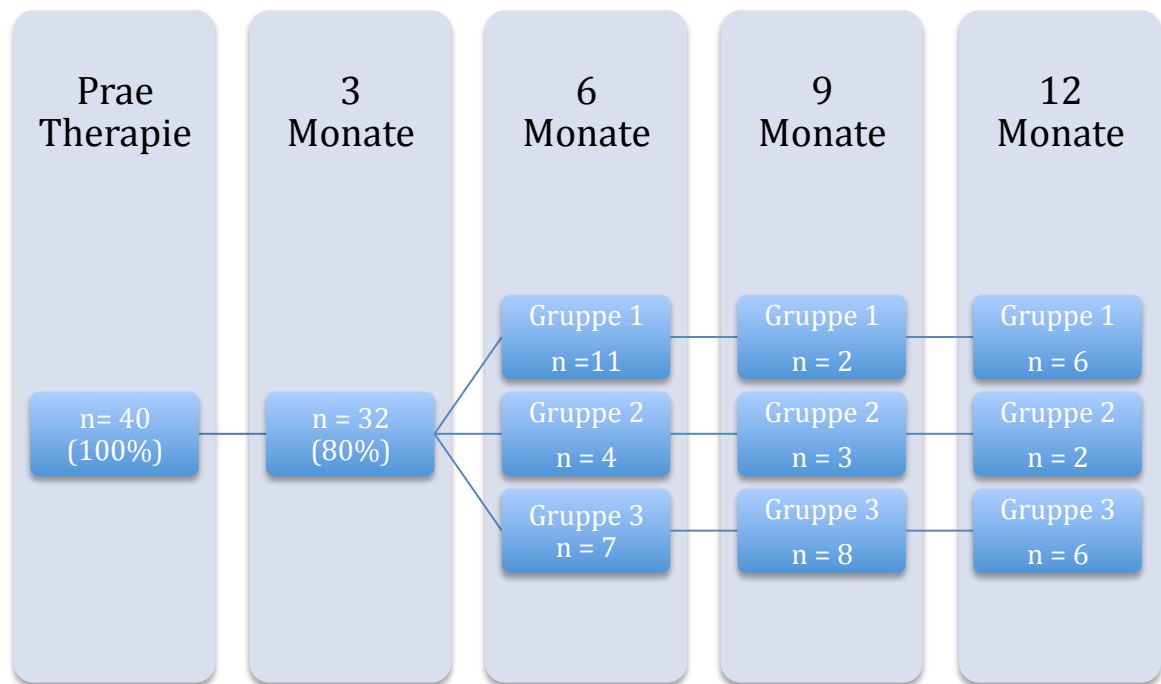 Prae
Therapie
3
Monate
6
Monate
9
Monate
12
Monate
n= 40
(100%)
n = 32
(80%)
Gruppe 1
n =11
Gruppe 2
n = 4
Gruppe 3
n = 7
Gruppe 1
n = 2
Gruppe 2
n = 3
Gruppe 3
n = 8
Gruppe 1
n = 6
Gruppe 2
n = 2
Gruppe 3
n = 6